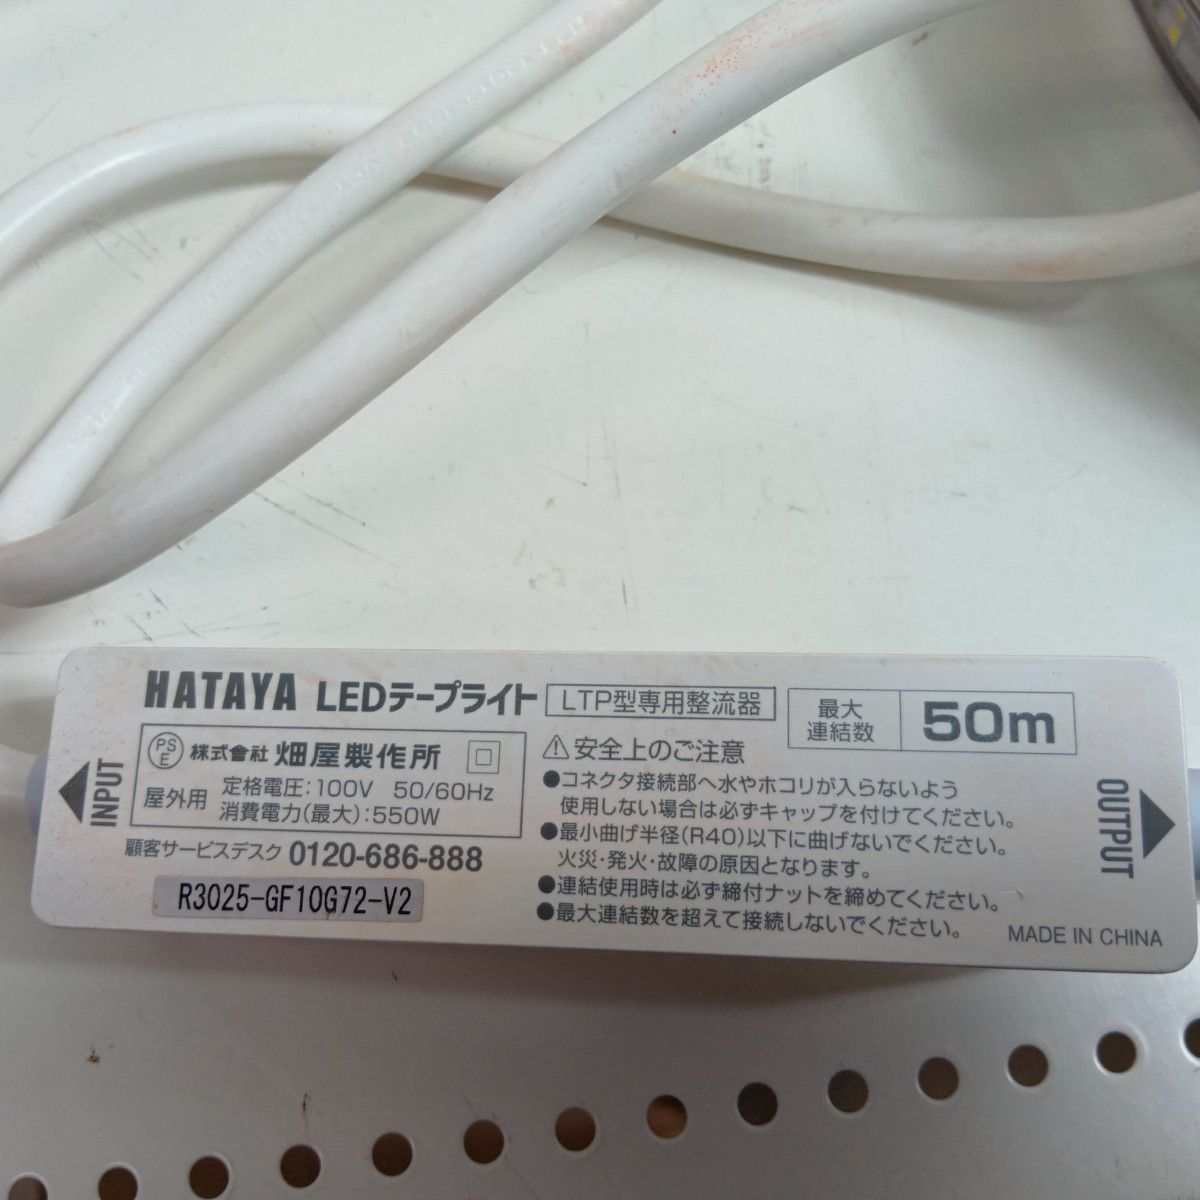 HATAYA LEDテープライト LTP型専用整流器
最大
連結数
50m
PS
E
株式會社 畑屋製作所
屋外用
定格電圧:100V 50/60Hz
消費電力(最大):550W
顧客サービスデスク 0120-686-888
R3025-GF10G72-V2
⚠安全上のご注意
●コネクタ接続部へ水やホコリが入らないよう
使用しない場合は必ずキャップを付けてください。
●最小曲げ半径(R40)以下に曲げないでください。
火災・発火・故障の原因となります。
●連結使用時は必ず締付ナットを締めてください。
●最大連結数を超えて接続しないでください。
MADE IN CHINA
INPUT
OUTPUT